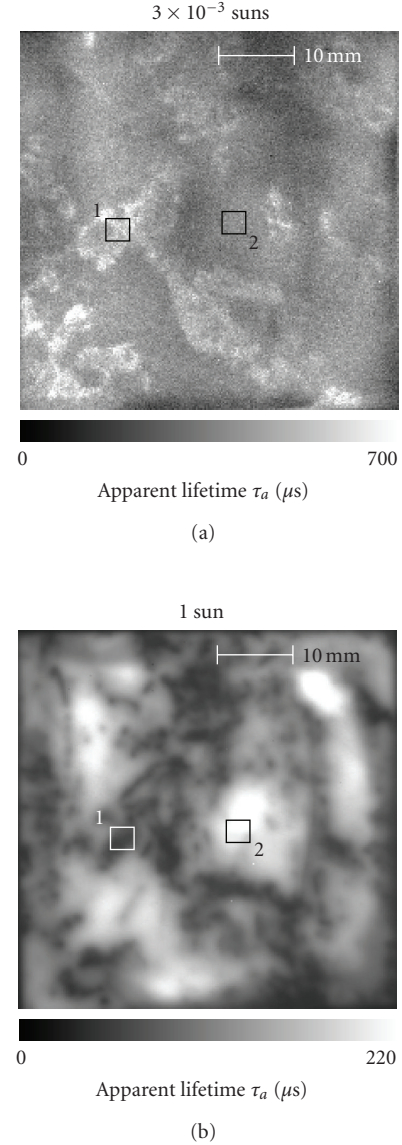 3 × 10⁻³ suns
10 mm
1
2
0
700
Apparent lifetime τₐ (μs)
(a)
1 sun
10 mm
1
2
0
220
Apparent lifetime τₐ (μs)
(b)